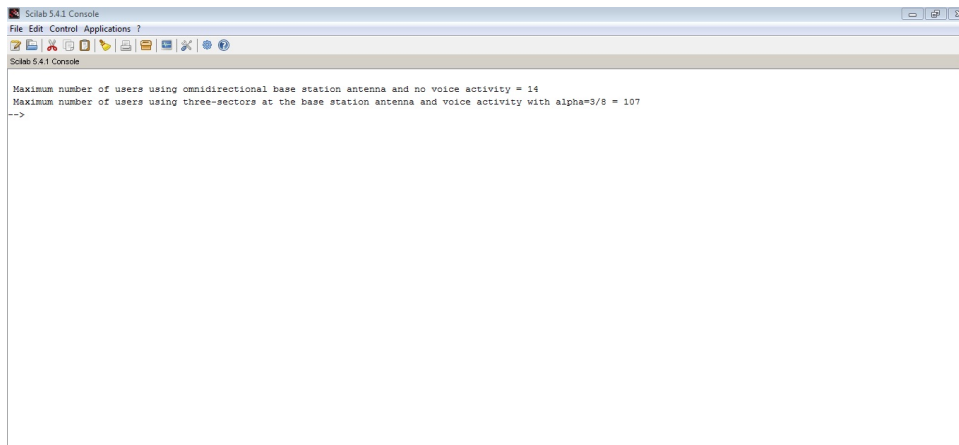 Scilab 5.4.1 Console
File Edit Control Applications ?
Scilab 5.4.1 Console
Maximum number of users using omnidirectional base station antenna and no voice activity = 14
Maximum number of users using three-sectors at the base station antenna and voice activity with alpha=3/8 = 107
-->